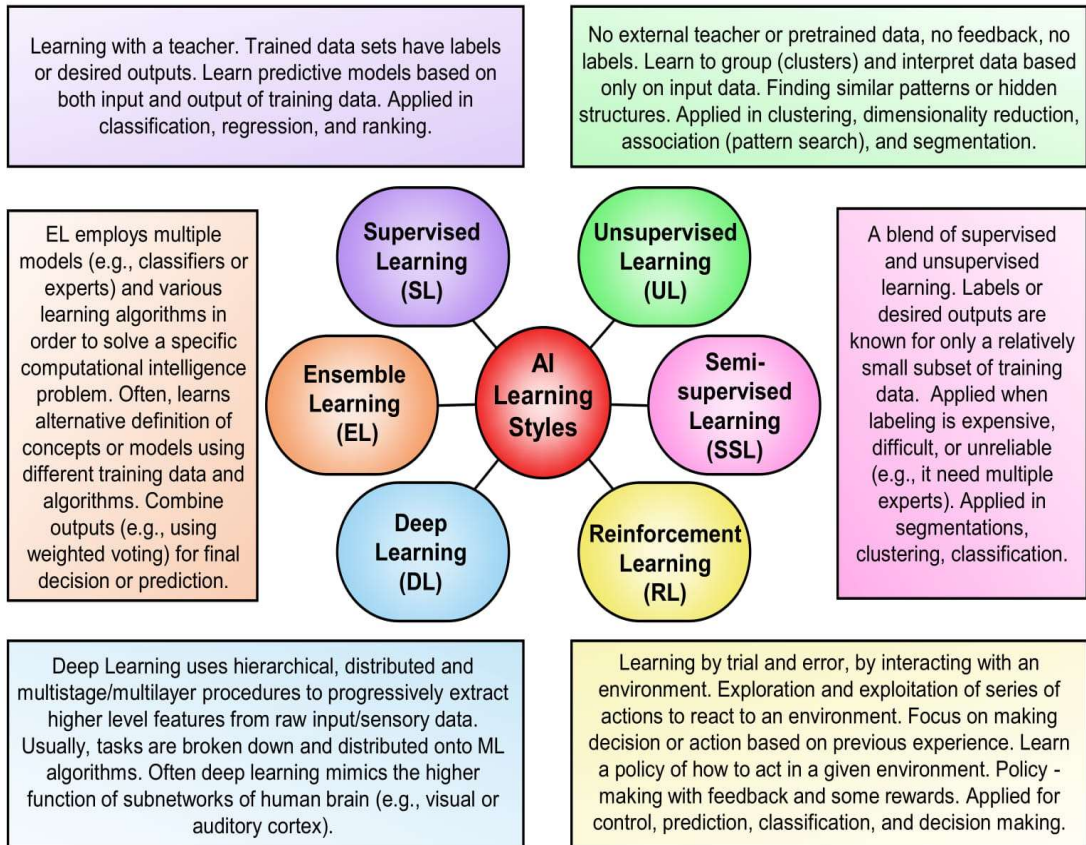 Learning with a teacher. Trained data sets have labels
or desired outputs. Learn predictive models based on
both input and output of training data. Applied in
classification, regression, and ranking.
No external teacher or pretrained data, no feedback, no
labels. Learn to group (clusters) and interpret data based
only on input data. Finding similar patterns or hidden
structures. Applied in clustering, dimensionality reduction,
association (pattern search), and segmentation.
EL employs multiple
models (e.g., classifiers or
experts) and various
learning algorithms in
order to solve a specific
computational intelligence
problem. Often, learns
alternative definition of
concepts or models using
different training data and
algorithms. Combine
outputs (e.g., using
weighted voting) for final
decision or prediction.
Supervised
Learning
(SL)
Unsupervised
Learning
(UL)
Ensemble
Learning
(EL)
AI
Learning
Styles
Semi-
supervised
Learning
(SSL)
Deep
Learning
(DL)
Reinforcement
Learning
(RL)
A blend of supervised
and unsupervised
learning. Labels or
desired outputs are
known for only a relatively
small subset of training
data. Applied when
labeling is expensive,
difficult, or unreliable
(e.g., it need multiple
experts). Applied in
segmentations,
clustering, classification.
Deep Learning uses hierarchical, distributed and
multistage/multilayer procedures to progressively extract
higher level features from raw input/sensory data.
Usually, tasks are broken down and distributed onto ML
algorithms. Often deep learning mimics the higher
function of subnetworks of human brain (e.g., visual or
auditory cortex).
Learning by trial and error, by interacting with an
environment. Exploration and exploitation of series of
actions to react to an environment. Focus on making
decision or action based on previous experience. Learn
a policy of how to act in a given environment. Policy -
making with feedback and some rewards. Applied for
control, prediction, classification, and decision making.